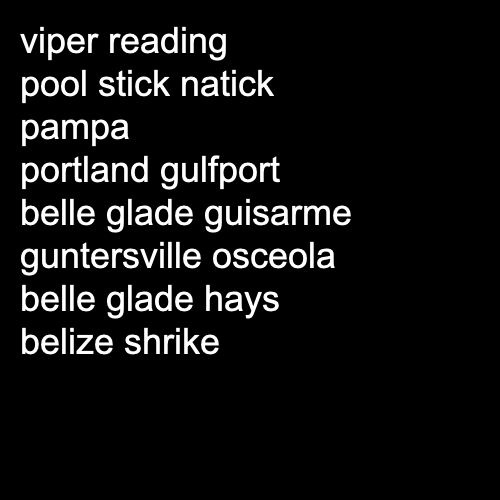 viper reading
pool stick natick
pampa
portland gulfport
belle glade guisarme
guntersville osceola
belle glade hays
belize shrike